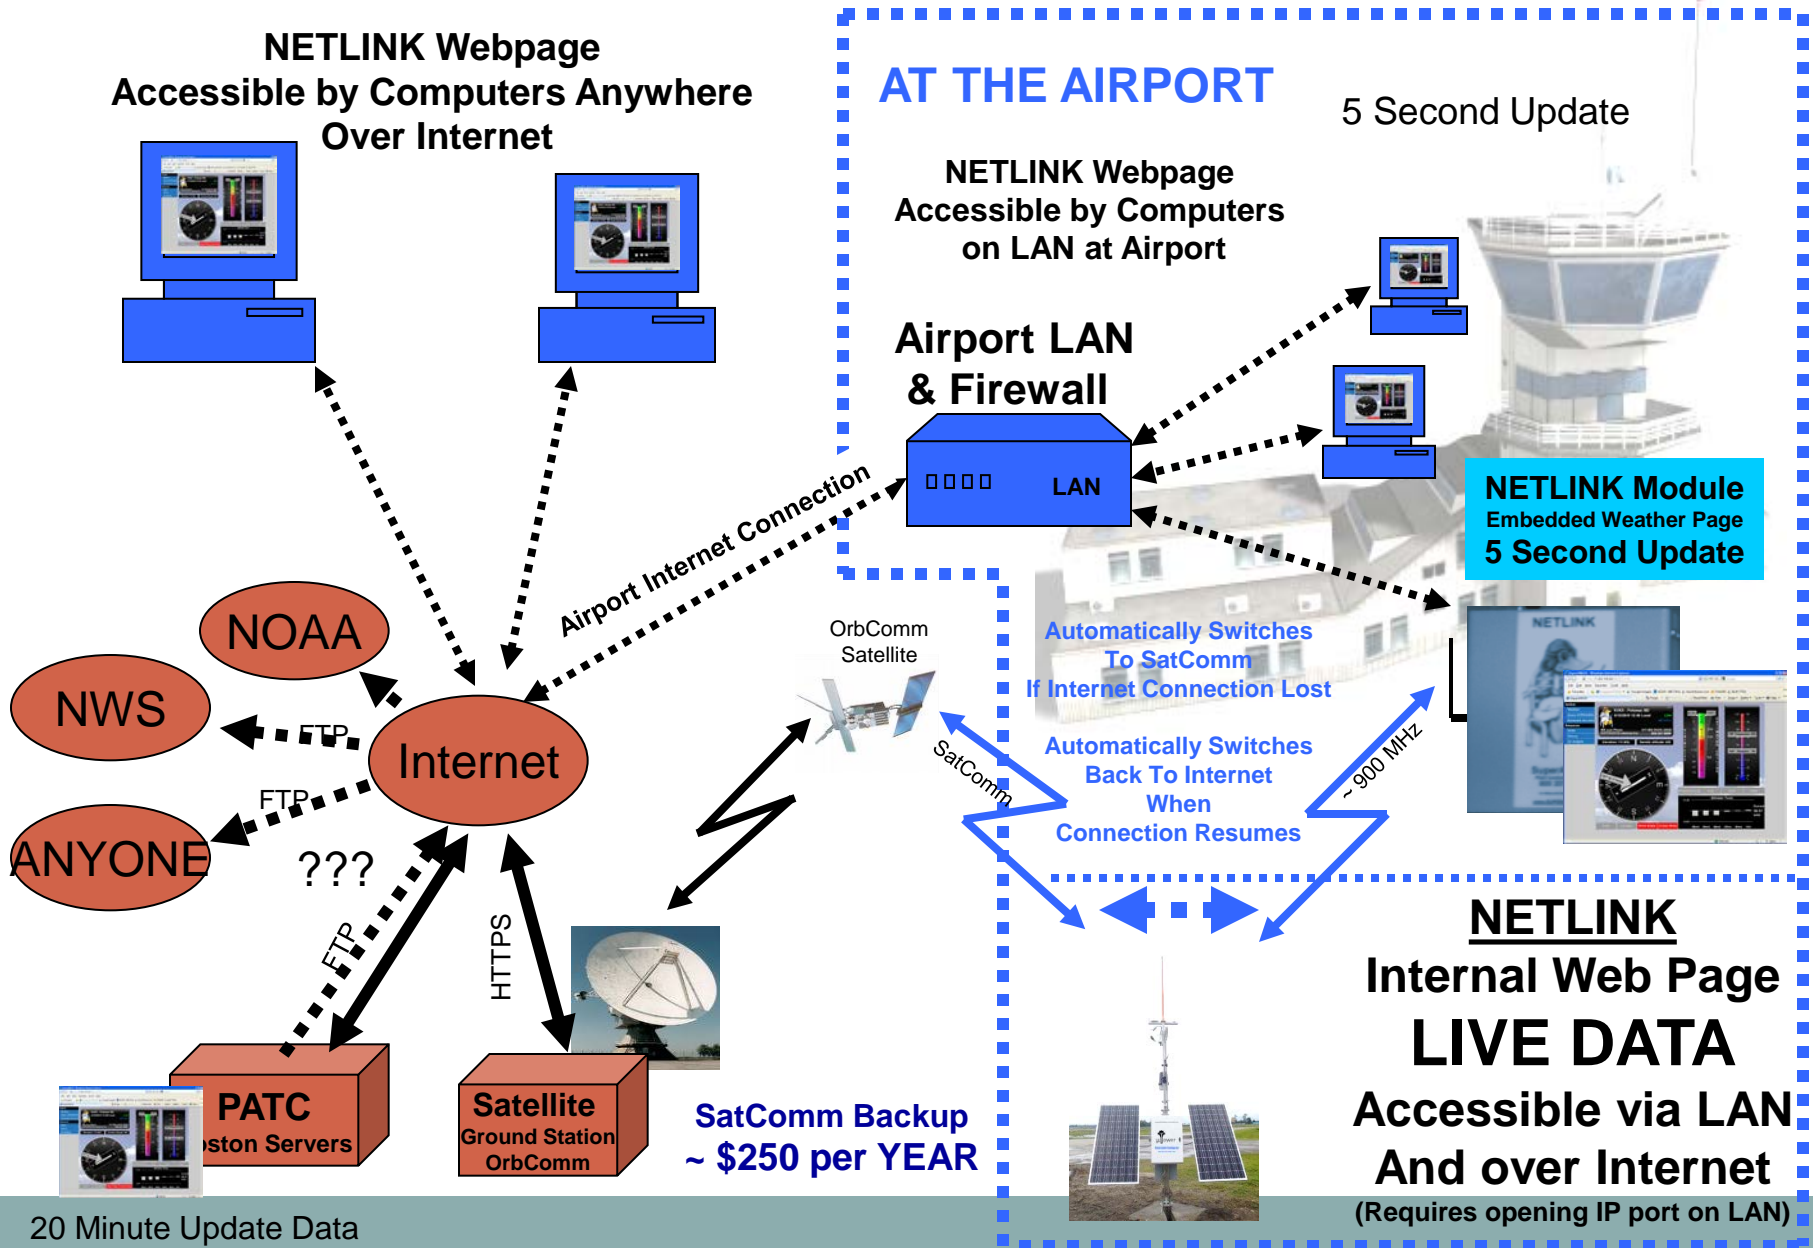 NETLINK Webpage
Accessible by Computers Anywhere
Over Internet
AT THE AIRPORT
5 Second Update
NETLINK Webpage
Accessible by Computers
on LAN at Airport
Airport LAN
& Firewall
LAN
NETLINK Module
Embedded Weather Page
5 Second Update
Airport Internet Connection
NOAA
NWS
FTP
Internet
FTP
ANYONE
???
FTP
HTTPS
OrbComm
Satellite
SatComm
Automatically Switches
To SatComm
If Internet Connection Lost
Automatically Switches
Back To Internet
When
Connection Resumes
~ 900 MHz
NETLINK
NETLINK
Internal Web Page
LIVE DATA
Accessible via LAN
And over Internet
(Requires opening IP port on LAN)
PATC
oston Servers
Satellite
Ground Station
OrbComm
SatComm Backup
~ $250 per YEAR
20 Minute Update Data